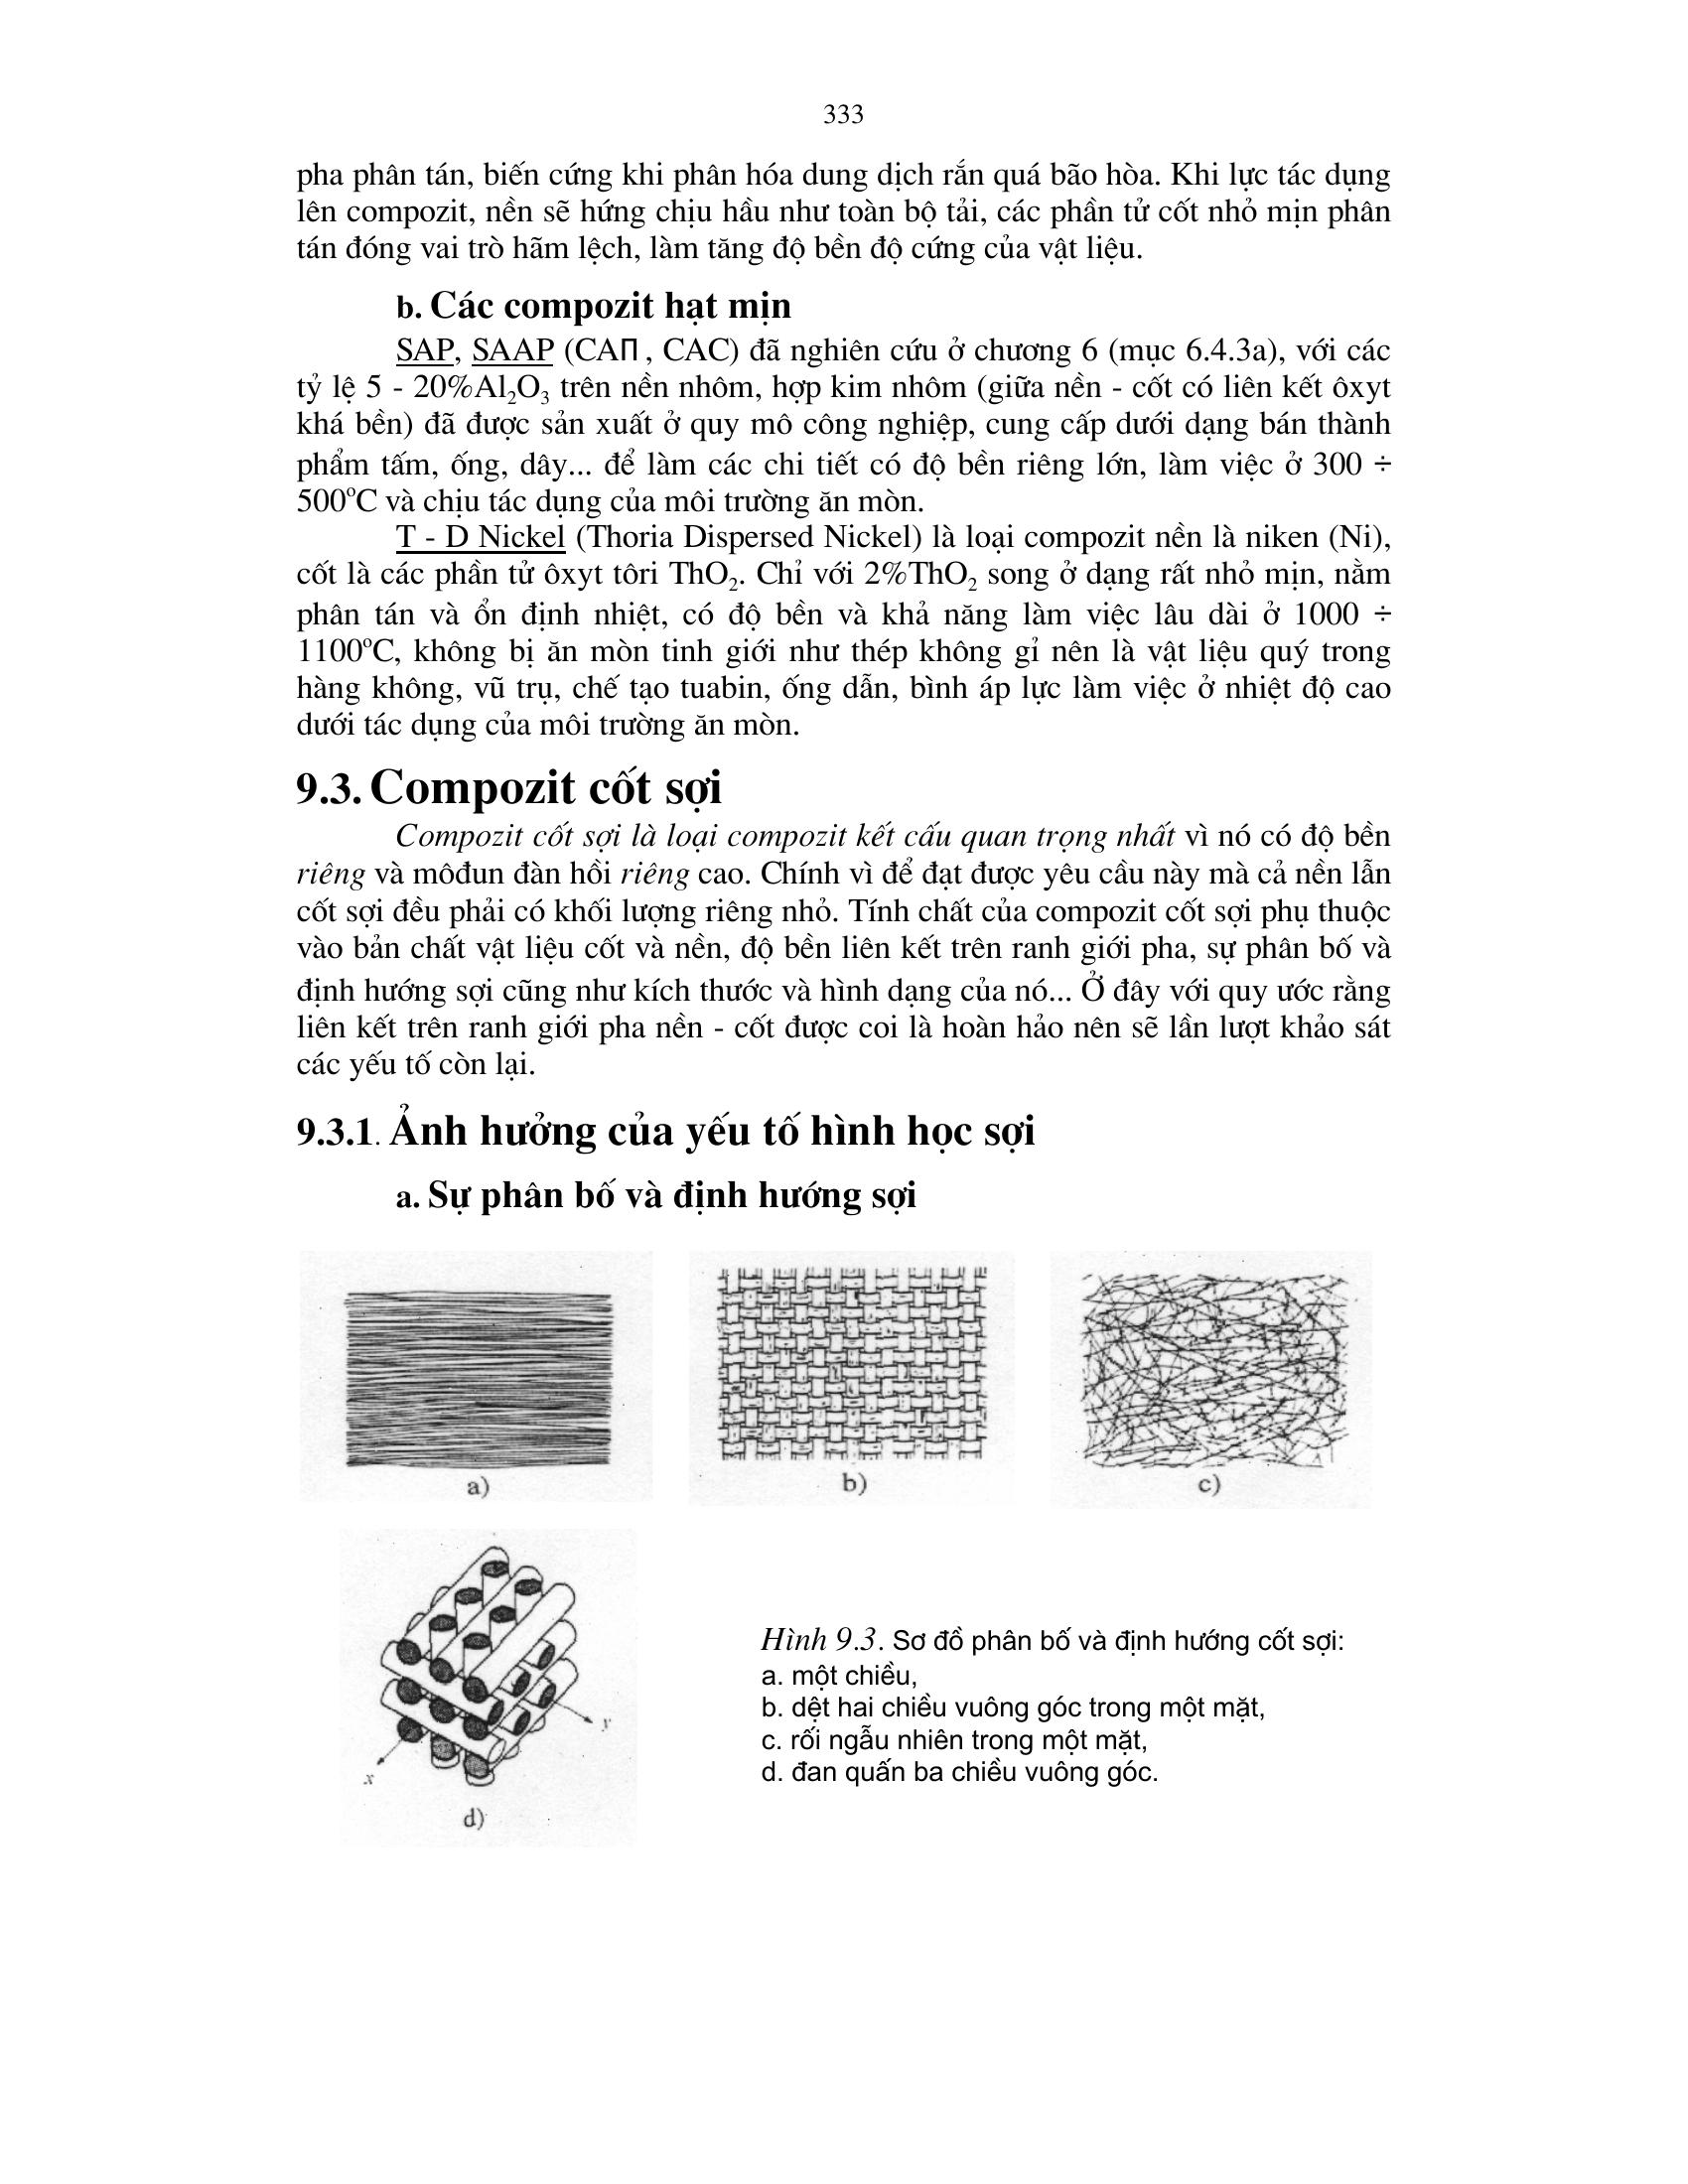 333
pha phân tán, biến cứng khi phân hóa dung dịch rắn quá bão hòa. Khi lực tác dụng
lên compozit, nền sẽ hứng chịu hầu như toàn bộ tải, các phần tử cốt nhỏ mịn phân
tán đóng vai trò hãm lệch, làm tăng độ bền độ cứng của vật liệu.
b. Các compozit hạt mịn
SAP, SAAP (CAП , CAC) đã nghiên cứu ở chương 6 (mục 6.4.3a), với các
tỷ lệ 5 - 20%Al₂O₃ trên nền nhôm, hợp kim nhôm (giữa nền - cốt có liên kết ôxyt
khá bền) đã được sản xuất ở quy mô công nghiệp, cung cấp dưới dạng bán thành
phẩm tấm, ống, dây... để làm các chi tiết có độ bền riêng lớn, làm việc ở 300 ÷
500ºC và chịu tác dụng của môi trường ăn mòn.
T - D Nickel (Thoria Dispersed Nickel) là loại compozit nền là niken (Ni),
cốt là các phần tử ôxyt tôri ThO₂. Chỉ với 2%ThO₂ song ở dạng rất nhỏ mịn, nằm
phân tán và ổn định nhiệt, có độ bền và khả năng làm việc lâu dài ở 1000 ÷
1100ºC, không bị ăn mòn tinh giới như thép không gỉ nên là vật liệu quý trong
hàng không, vũ trụ, chế tạo tuabin, ống dẫn, bình áp lực làm việc ở nhiệt độ cao
dưới tác dụng của môi trường ăn mòn.
9.3. Compozit cốt sợi
Compozit cốt sợi là loại compozit kết cấu quan trọng nhất vì nó có độ bền
riêng và môđun đàn hồi riêng cao. Chính vì để đạt được yêu cầu này mà cả nền lẫn
cốt sợi đều phải có khối lượng riêng nhỏ. Tính chất của compozit cốt sợi phụ thuộc
vào bản chất vật liệu cốt và nền, độ bền liên kết trên ranh giới pha, sự phân bố và
định hướng sợi cũng như kích thước và hình dạng của nó... Ở đây với quy ước rằng
liên kết trên ranh giới pha nền - cốt được coi là hoàn hảo nên sẽ lần lượt khảo sát
các yếu tố còn lại.
9.3.1. Ảnh hưởng của yếu tố hình học sợi
a. Sự phân bố và định hướng sợi
a)
b)
c)
y
x
d)
Hình 9.3. Sơ đồ phân bố và định hướng cốt sợi:
a. một chiều,
b. dệt hai chiều vuông góc trong một mặt,
c. rối ngẫu nhiên trong một mặt,
d. đan quấn ba chiều vuông góc.